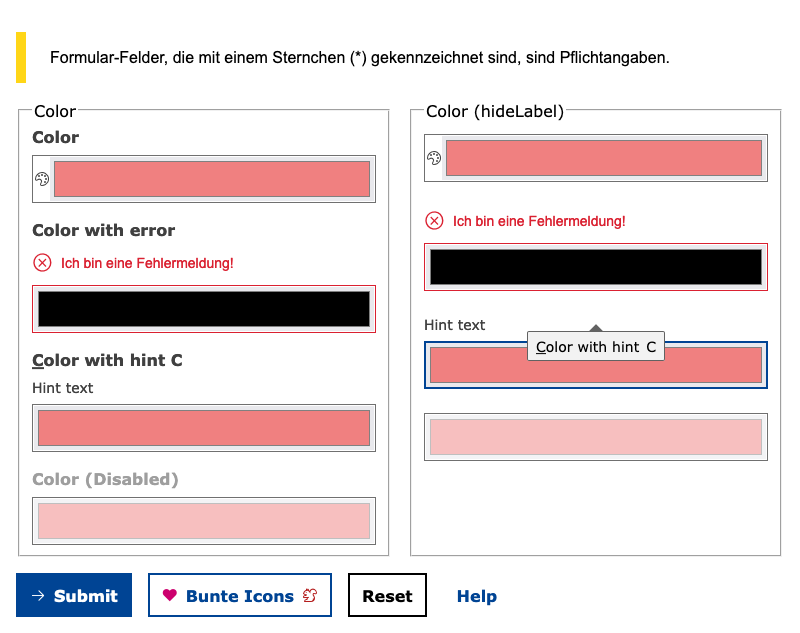 Formular-Felder, die mit einem Sternchen (*) gekennzeichnet sind, sind Pflichtangaben.
Color
Color
Color with error
Ich bin eine Fehlermeldung!
Color with hint C
Hint text
Color (Disabled)
Color (hideLabel)
Ich bin eine Fehlermeldung!
Hint text
Color with hint C
Submit
Bunte Icons
Reset
Help